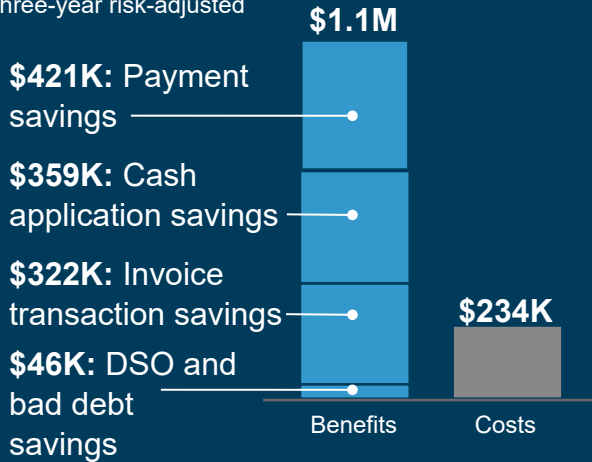 three-year risk-adjusted
$1.1M
$421K: Payment
savings
$359K: Cash
application savings
$322K: Invoice
transaction savings
$234K
$46K: DSO and
bad debt
savings
Benefits
Costs